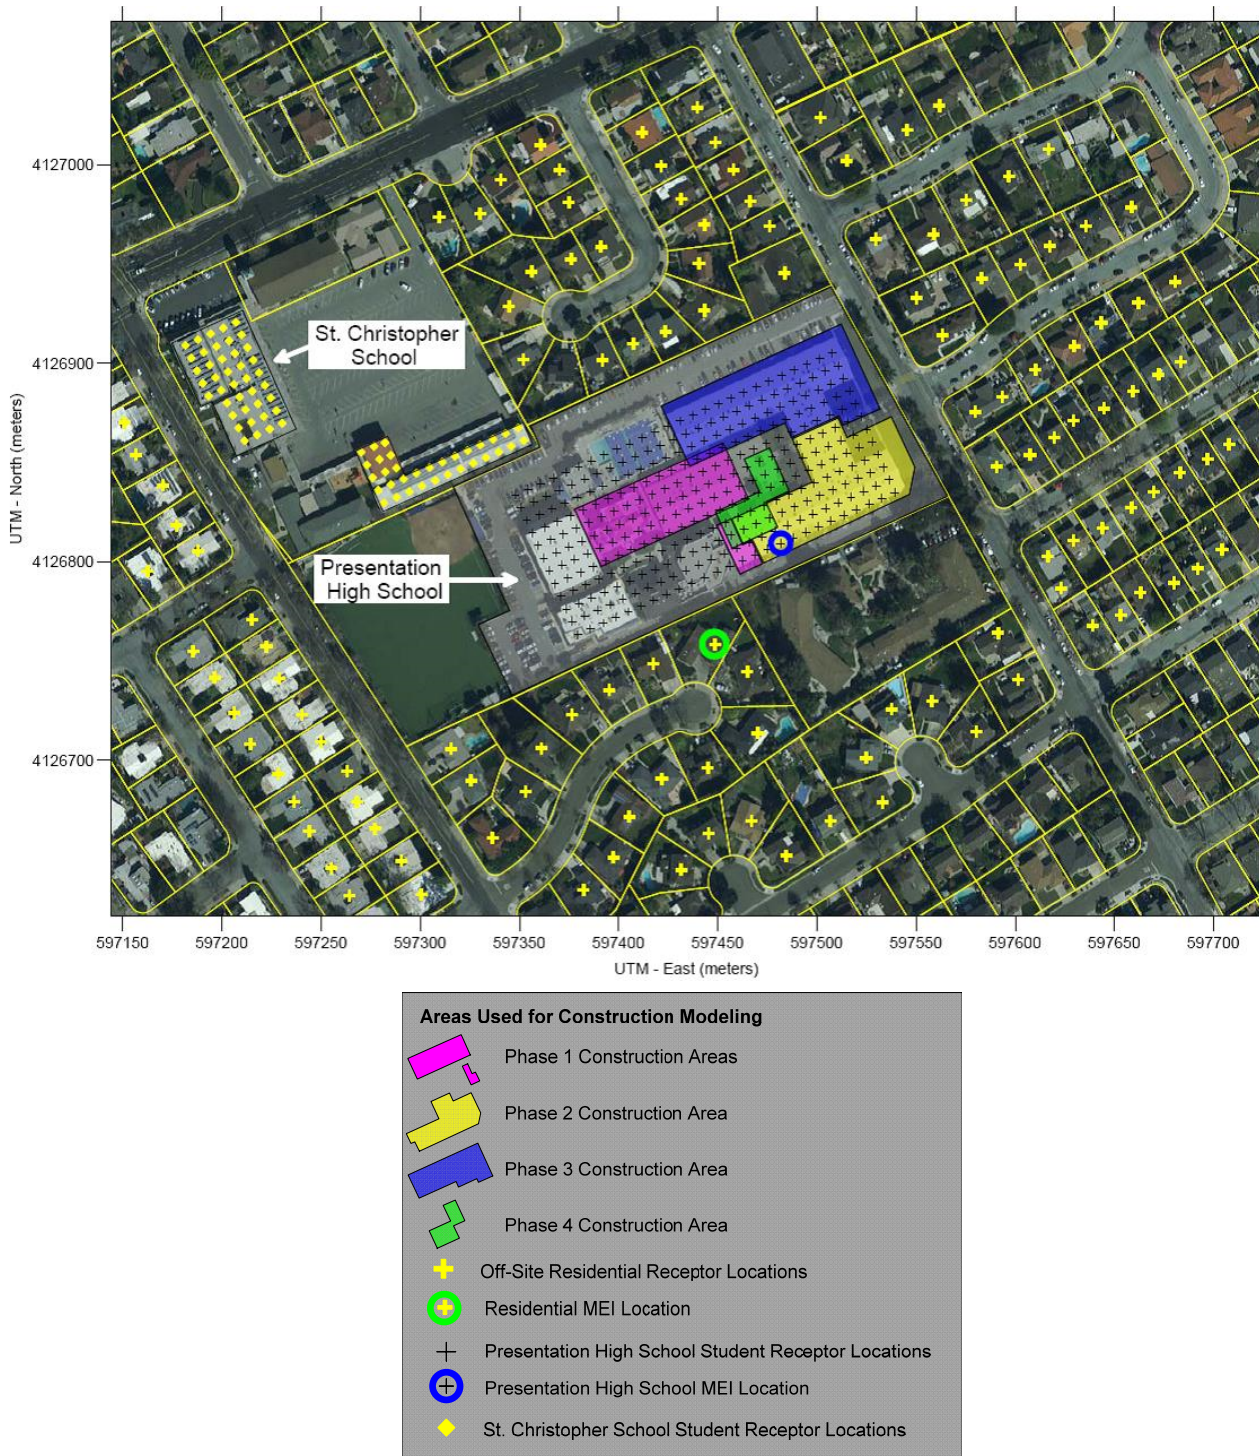 4127000
4126900
4126800
4126700
UTM - North (meters)
St. Christopher
School
Presentation
High School
597150
597200
597250
597300
597350
597400
597450
597500
597550
597600
597650
597700
UTM - East (meters)
Areas Used for Construction Modeling
Phase 1 Construction Areas
Phase 2 Construction Area
Phase 3 Construction Area
Phase 4 Construction Area
Off-Site Residential Receptor Locations
Residential MEI Location
Presentation High School Student Receptor Locations
Presentation High School MEI Location
St. Christopher School Student Receptor Locations